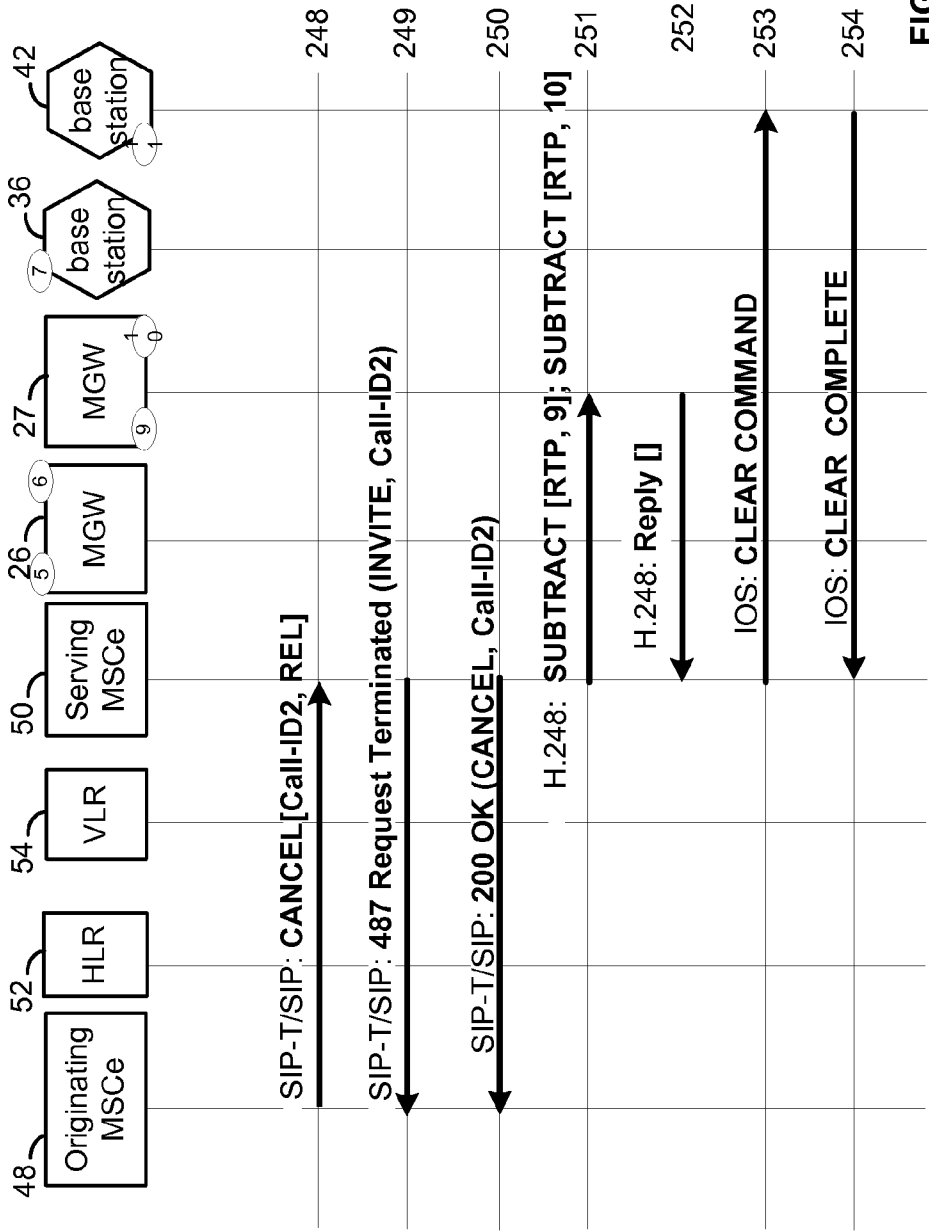 48
Originating
MSCe
52
HLR
54
VLR
50
Serving
MSCe
26
5
6
MGW
27
MGW
9
1
0
36
7
base
station
42
base
station
1
1
SIP-T/SIP: CANCEL[Call-ID2, REL]
248
SIP-T/SIP: 487 Request Terminated (INVITE, Call-ID2)
249
SIP-T/SIP: 200 OK (CANCEL, Call-ID2)
250
H.248: SUBTRACT [RTP, 9]; SUBTRACT [RTP, 10]
251
H.248: Reply []
252
IOS: CLEAR COMMAND
253
IOS: CLEAR COMPLETE
254
FIG